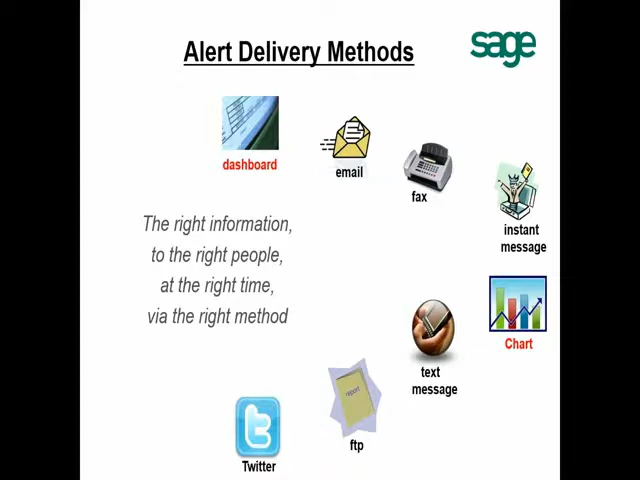 Alert Delivery Methods
sage
dashboard
email
fax
instant
message
The right information,
to the right people,
at the right time,
via the right method
Chart
text
message
report
ftp
Twitter